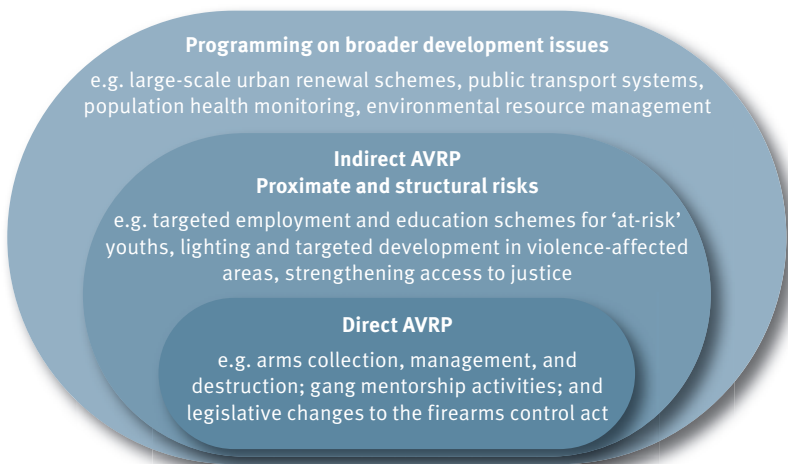 Programming on broader development issues
e.g. large-scale urban renewal schemes, public transport systems,
population health monitoring, environmental resource management
Indirect AVRP
Proximate and structural risks
e.g. targeted employment and education schemes for ‘at-risk’
youths, lighting and targeted development in violence-affected
areas, strengthening access to justice
Direct AVRP
e.g. arms collection, management, and
destruction; gang mentorship activities; and
legislative changes to the firearms control act